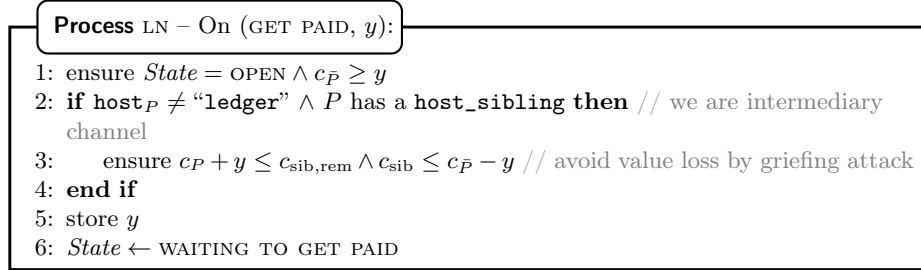 Process LN – On (GET PAID, y):
1: ensure State = OPEN ∧ c_P̄ ≥ y
2: if host_P ≠ “ledger” ∧ P has a host_sibling then // we are intermediary
channel
3: ensure c_P + y ≤ c_sib,rem ∧ c_sib ≤ c_P̄ − y // avoid value loss by griefing attack
4: end if
5: store y
6: State ← WAITING TO GET PAID